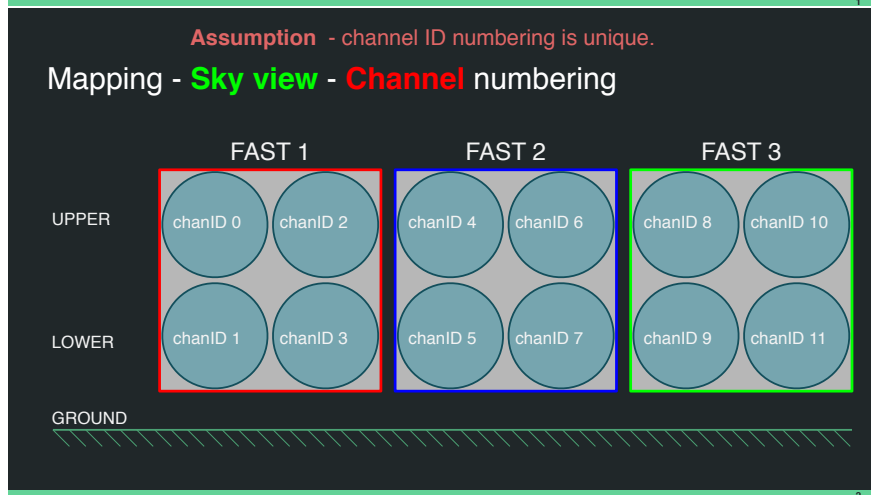 1
Assumption - channel ID numbering is unique.
Mapping - Sky view - Channel numbering
FAST 1 FAST 2 FAST 3
UPPER chanID 0 chanID 2 chanID 4 chanID 6 chanID 8 chanID 10
LOWER chanID 1 chanID 3 chanID 5 chanID 7 chanID 9 chanID 11
GROUND